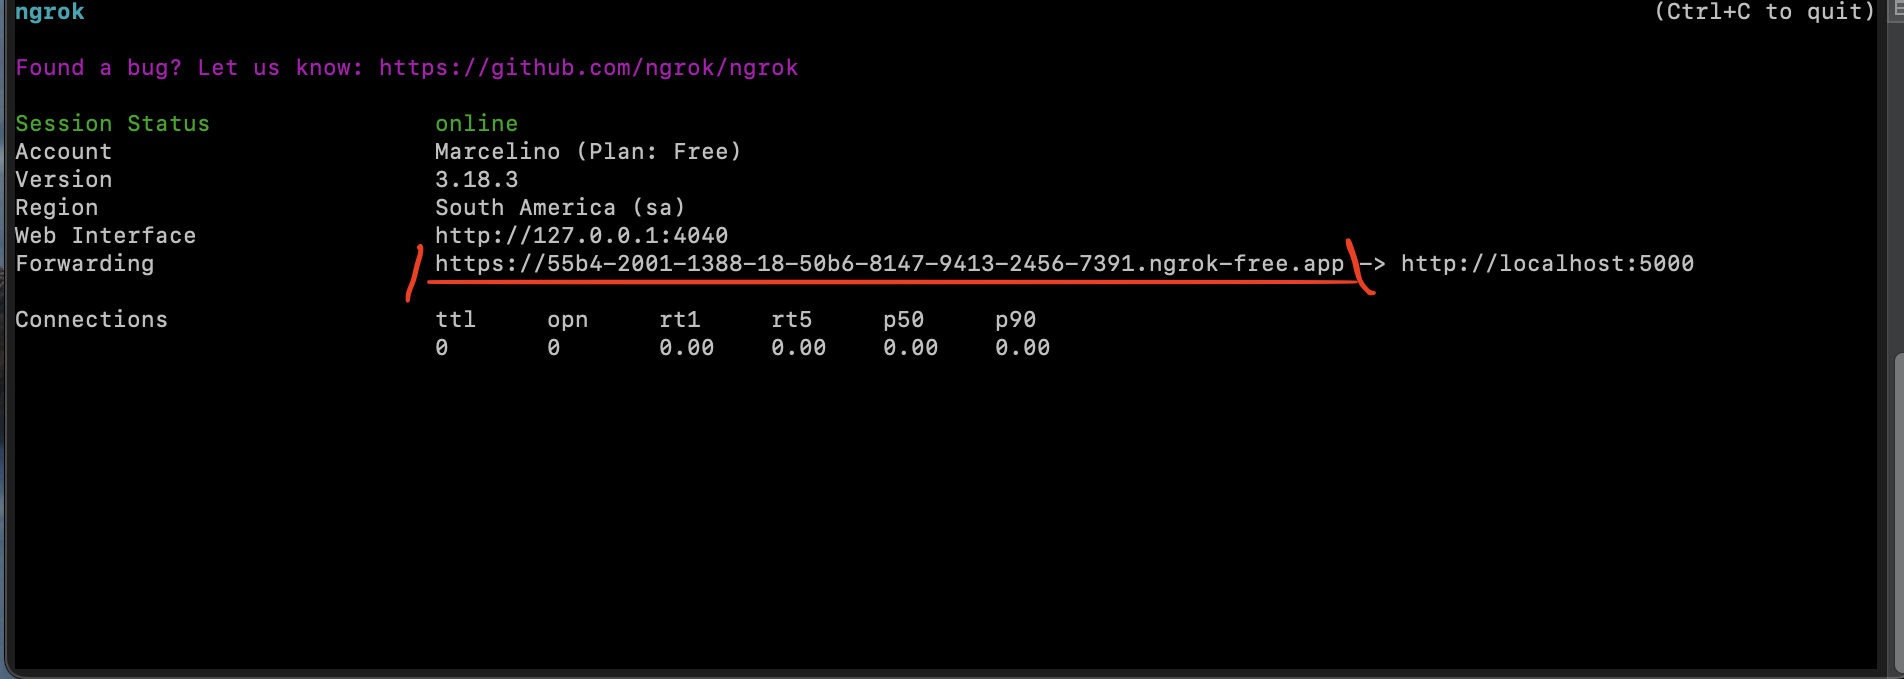 ngrok (Ctrl+C to quit)
Found a bug? Let us know: https://github.com/ngrok/ngrok
Session Status online
Account Marcelino (Plan: Free)
Version 3.18.3
Region South America (sa)
Web Interface http://127.0.0.1:4040
Forwarding https://55b4-2001-1388-18-50b6-8147-9413-2456-7391.ngrok-free.app -> http://localhost:5000
Connections ttl opn rt1 rt5 p50 p90
0 0 0.00 0.00 0.00 0.00